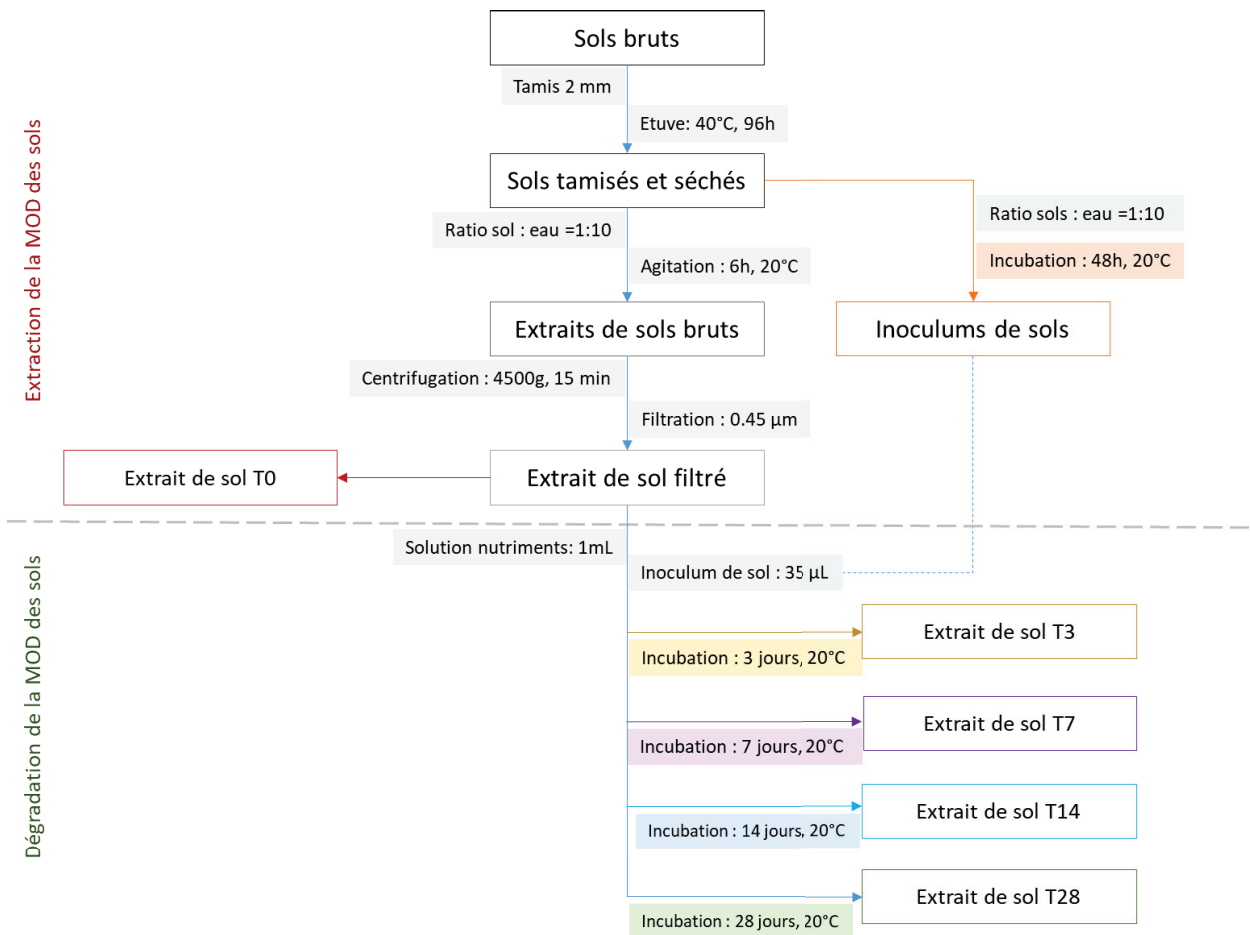 Sols bruts
Tamis 2 mm
Etuve: 40°C, 96h
Extraction de la MOD des sols
Sols tamisés et séchés
Ratio sol : eau =1:10
Ratio sols : eau =1:10
Agitation : 6h, 20°C
Incubation : 48h, 20°C
Extraits de sols bruts
Inoculums de sols
Centrifugation : 4500g, 15 min
Filtration : 0.45 µm
Extrait de sol T0
Extrait de sol filtré
Dégradation de la MOD des sols
Solution nutriments: 1mL
Inoculum de sol : 35 µL
Extrait de sol T3
Incubation : 3 jours, 20°C
Extrait de sol T7
Incubation : 7 jours, 20°C
Extrait de sol T14
Incubation : 14 jours, 20°C
Extrait de sol T28
Incubation : 28 jours, 20°C